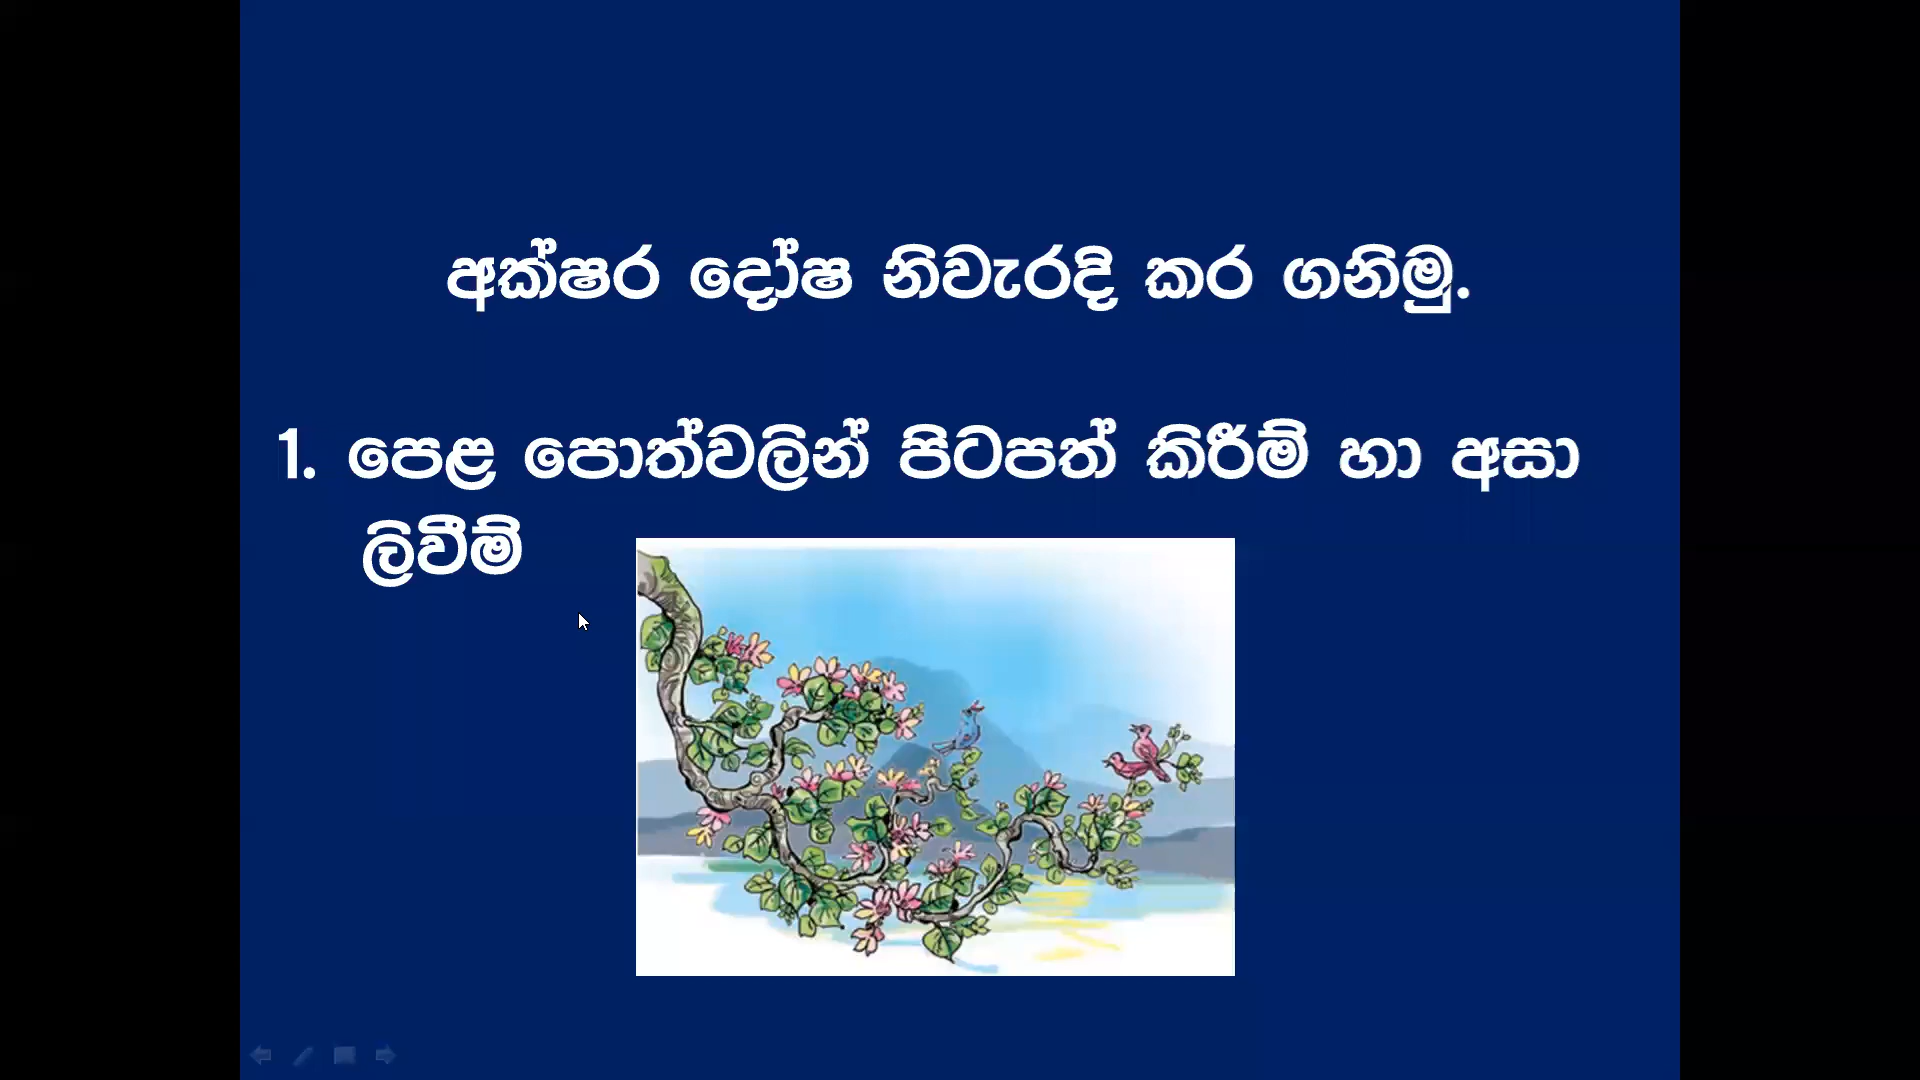 අක්ෂර දෝෂ නිවැරදි කර ගනිමු.
1. පෙළ පොත්වලින් පිටපත් කිරීම් හා අසා
ලිවීම්